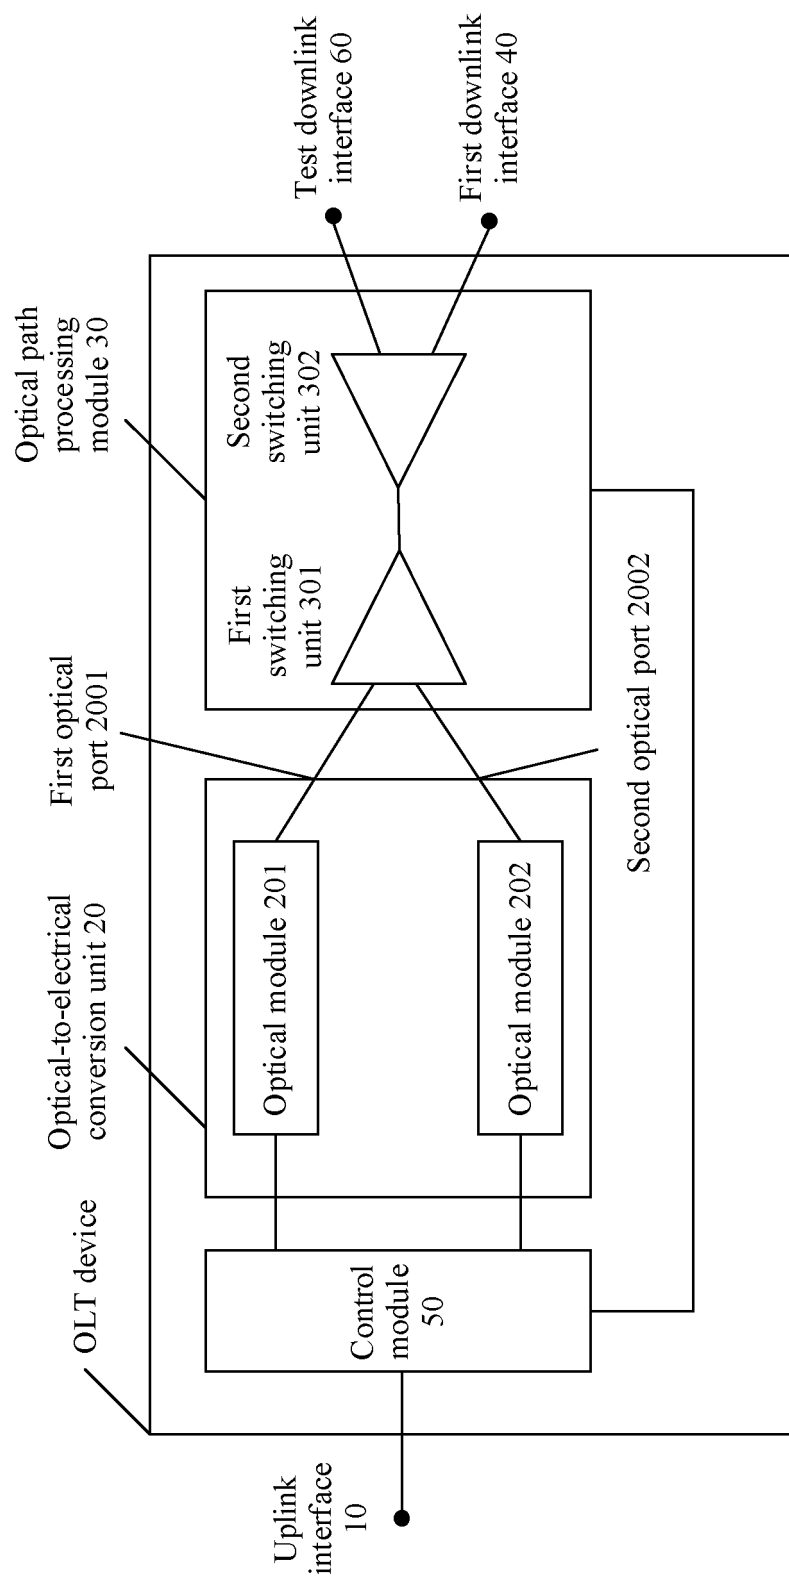 OLT device
Optical-to-electrical
conversion unit 20
First optical
port 2001
Optical path
processing
module 30
Uplink
interface
10
Control
module
50
Optical module 201
Optical module 202
First
switching
unit 301
Second
switching
unit 302
Test downlink
interface 60
First downlink
interface 40
Second optical port 2002